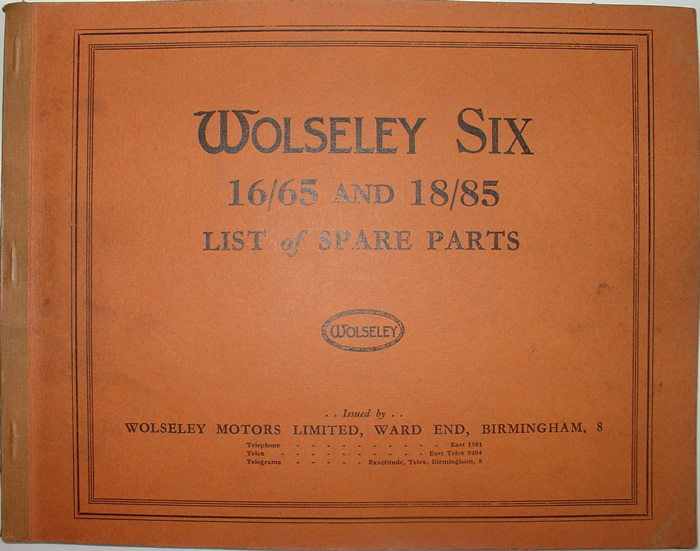 WOLSELEY SIX
16/65 AND 18/85
LIST of SPARE PARTS
WOLSELEY
. . Issued by . .
WOLSELEY MOTORS LIMITED, WARD END, BIRMINGHAM, 8
Telephone - - - - - - - - - - East 1501
Telex - - - - - - - - - - East Telex 0404
Telegrams - - - - - Exactitude, Telex, Birmingham, 8